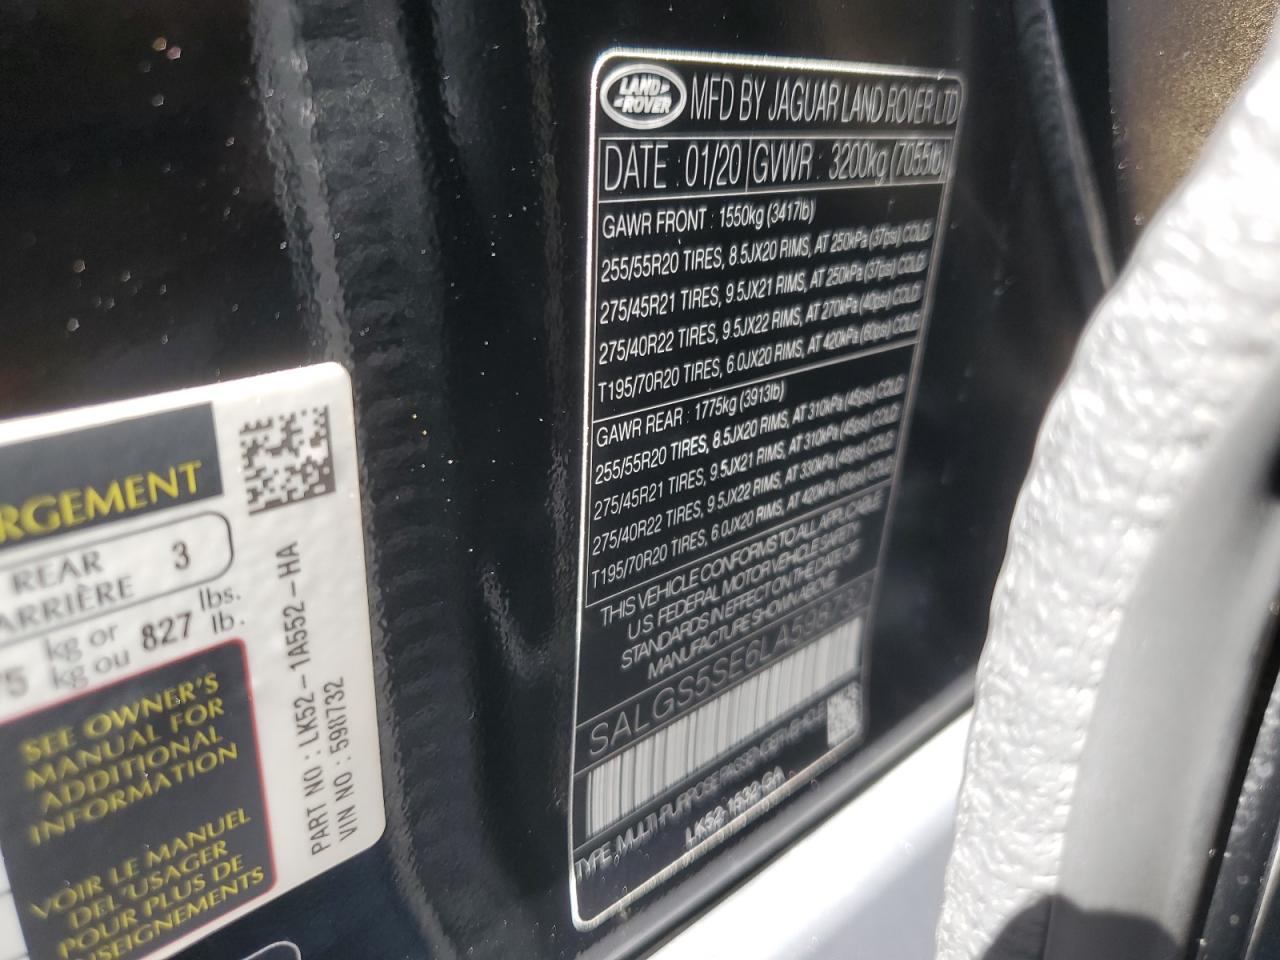 LAND ROVER
MFD BY JAGUAR LAND ROVER LTD
DATE : 01/20 GVWR : 3200kg (7055lb)
GAWR FRONT : 1550kg (3417lb)
255/55R20 TIRES, 8.5JX20 RIMS, AT 250kPa (37psi) COLD
275/45R21 TIRES, 9.5JX21 RIMS, AT 250kPa (37psi) COLD
275/40R22 TIRES, 9.5JX22 RIMS, AT 270kPa (40psi) COLD
T195/70R20 TIRES, 6.0JX20 RIMS, AT 420kPa (60psi) COLD
GAWR REAR : 1775kg (3913lb)
255/55R20 TIRES, 8.5JX20 RIMS, AT 310kPa (45psi) COLD
275/45R21 TIRES, 9.5JX21 RIMS, AT 310kPa (45psi) COLD
275/40R22 TIRES, 9.5JX22 RIMS, AT 330kPa (48psi) COLD
T195/70R20 TIRES, 6.0JX20 RIMS, AT 420kPa (60psi) COLD
THIS VEHICLE CONFORMS TO ALL APPLICABLE
U.S. FEDERAL MOTOR VEHICLE SAFETY
STANDARDS IN EFFECT ON THE DATE OF
MANUFACTURE SHOWN ABOVE
SALGS5SE6LA598732
TYPE : MULTI-PURPOSE PASSENGER VEHICLE
LK52-1532-GA
RGEMENT
REAR 3
ARRIÈRE
5 kg or 827 lbs.
kg ou lb.
SEE OWNER'S
MANUAL FOR
ADDITIONAL
INFORMATION
VOIR LE MANUEL
DE L'USAGER
POUR PLUS DE
NSEIGNEMENTS
PART NO : LK52-1A552-HA
VIN NO : 598732